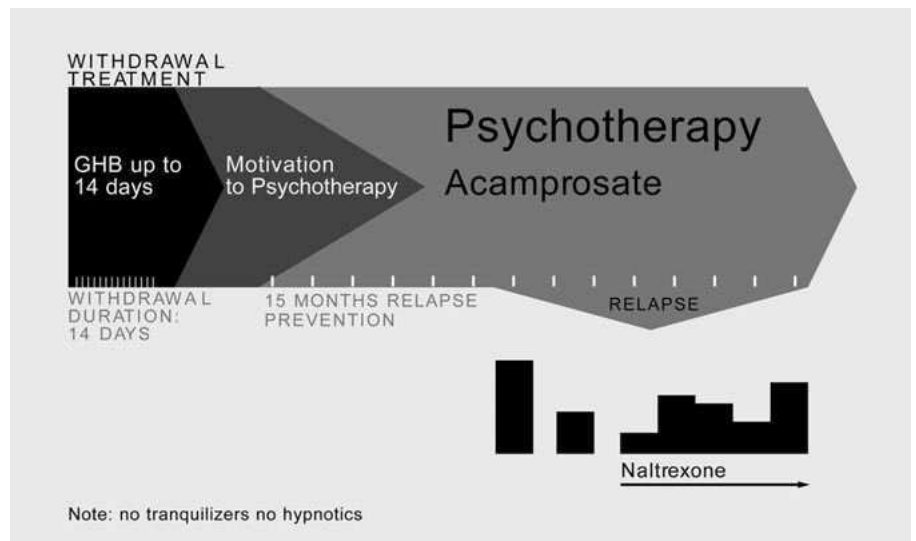 WITHDRAWAL
TREATMENT
GHB up to
14 days
Motivation
to Psychotherapy
Psychotherapy
Acamprosate
WITHDRAWAL
DURATION:
14 DAYS
15 MONTHS RELAPSE
PREVENTION
RELAPSE
Naltrexone
Note: no tranquilizers no hypnotics